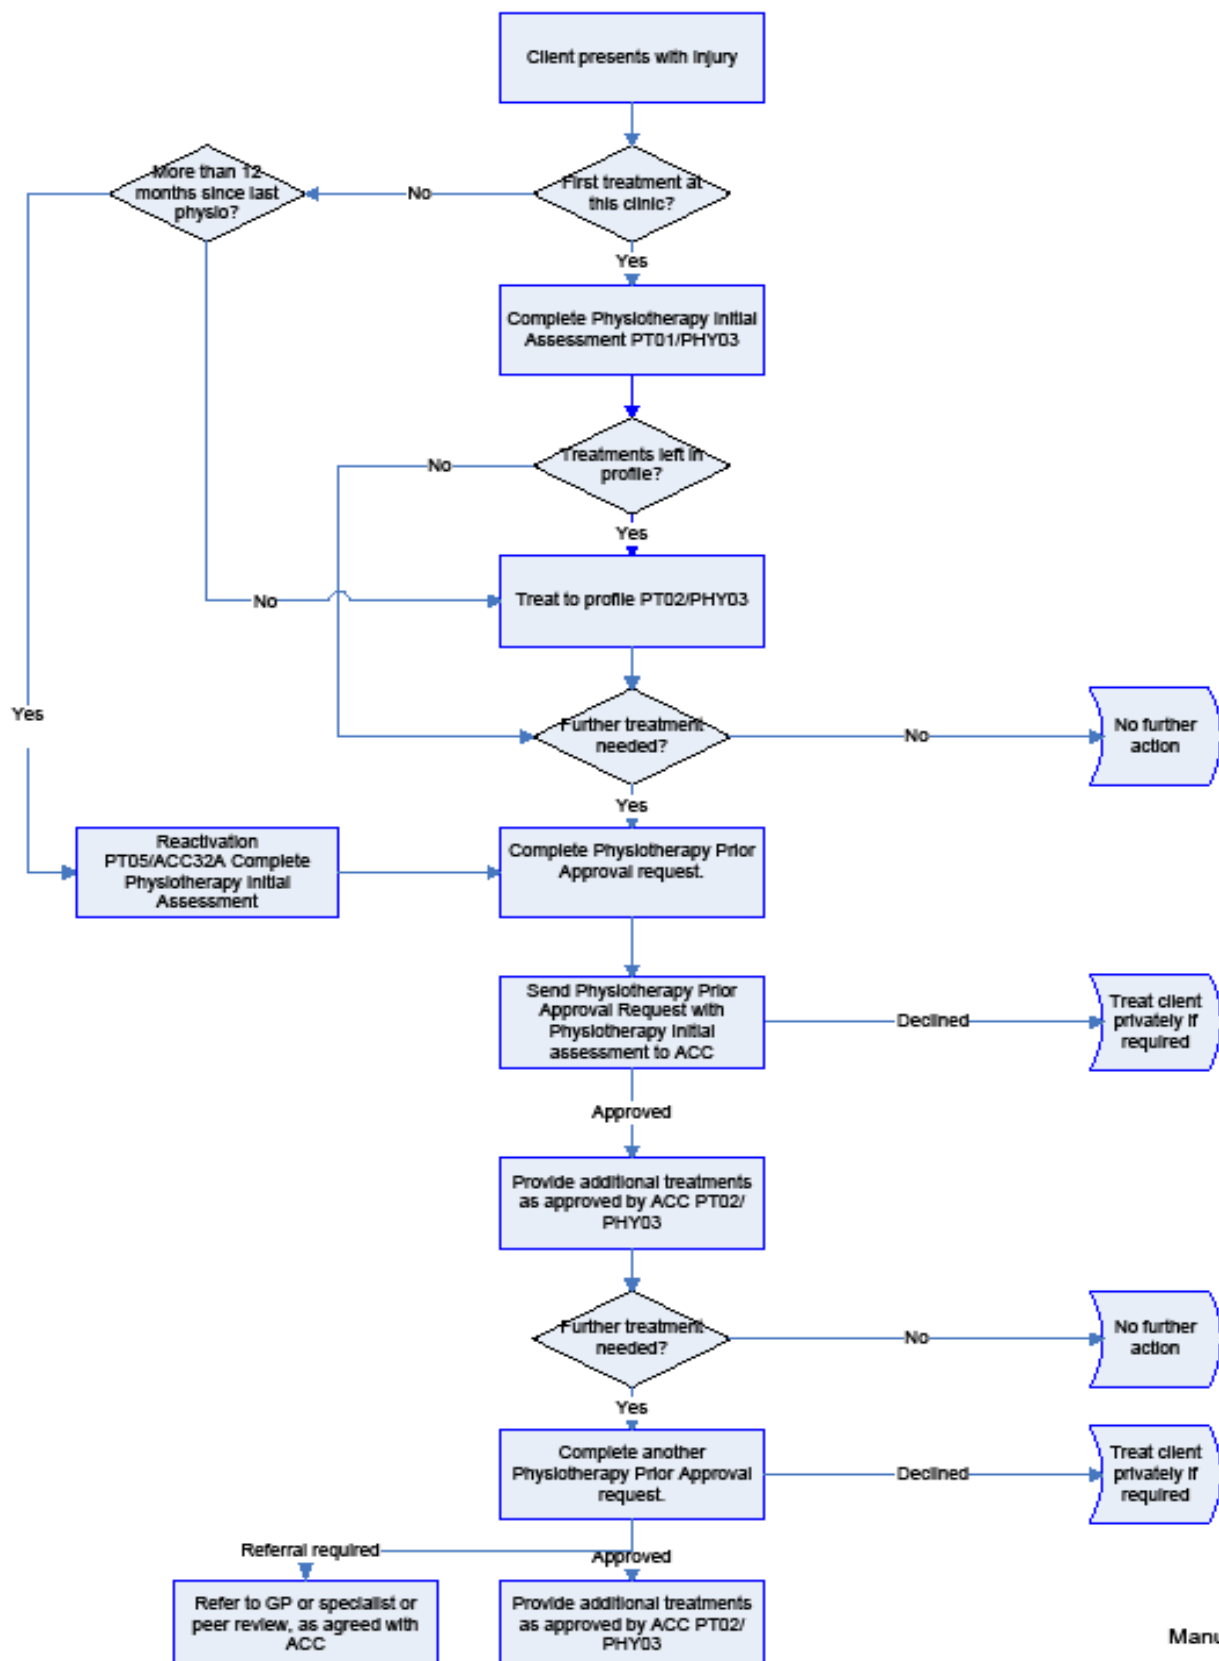 Client presents with injury
More than 12
months since last
physio?
No
First treatment at
this clinic?
Yes
Complete Physiotherapy Initial
Assessment PT01/PHY03
No
Treatments left in
profile?
Yes
No
Treat to profile PT02/PHY03
Yes
Further treatment
needed?
No
No further
action
Yes
Reactivation
PT05/ACC32A Complete
Physiotherapy Initial
Assessment
Complete Physiotherapy Prior
Approval request.
Send Physiotherapy Prior
Approval Request with
Physiotherapy Initial
assessment to ACC
Declined
Treat client
privately if
required
Approved
Provide additional treatments
as approved by ACC PT02/
PHY03
Further treatment
needed?
No
No further
action
Yes
Complete another
Physiotherapy Prior Approval
request.
Declined
Treat client
privately if
required
Referral required
Approved
Refer to GP or specialist or
peer review, as agreed with
ACC
Provide additional treatments
as approved by ACC PT02/
PHY03
Manu